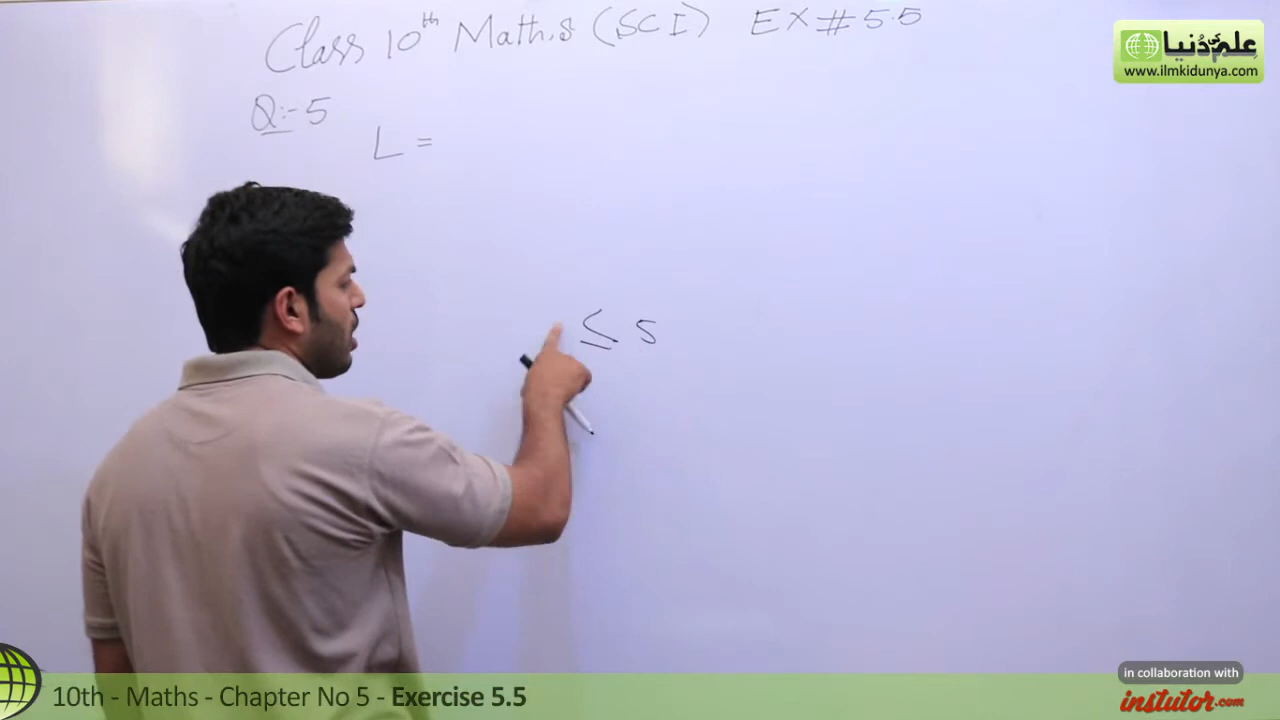 Class 10th Maths (SCI) EX # 5.5
علم کی دنیا
www.ilmkidunya.com
Q:- 5
L =
≤ 5
in collaboration with
instutor.com
10th - Maths - Chapter No 5 - Exercise 5.5